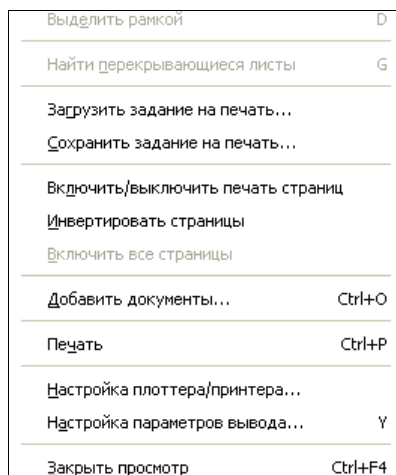 Выделить рамкой D
Найти перекрывающиеся листы G
Загрузить задание на печать...
Сохранить задание на печать...
Включить/выключить печать страниц
Инвертировать страницы
Включить все страницы
Добавить документы... Ctrl+O
Печать Ctrl+P
Настройка плоттера/принтера...
Настройка параметров вывода... Y
Закрыть просмотр Ctrl+F4